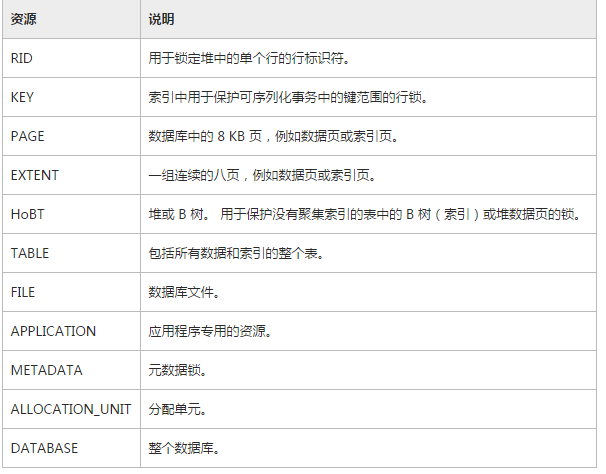 资源 说明
RID 用于锁定堆中的单个行的行标识符。
KEY 索引中用于保护可序列化事务中的键范围的行锁。
PAGE 数据库中的 8 KB 页，例如数据页或索引页。
EXTENT 一组连续的八页，例如数据页或索引页。
HoBT 堆或 B 树。 用于保护没有聚集索引的表中的 B 树（索引）或堆数据页的锁。
TABLE 包括所有数据和索引的整个表。
FILE 数据库文件。
APPLICATION 应用程序专用的资源。
METADATA 元数据锁。
ALLOCATION_UNIT 分配单元。
DATABASE 整个数据库。